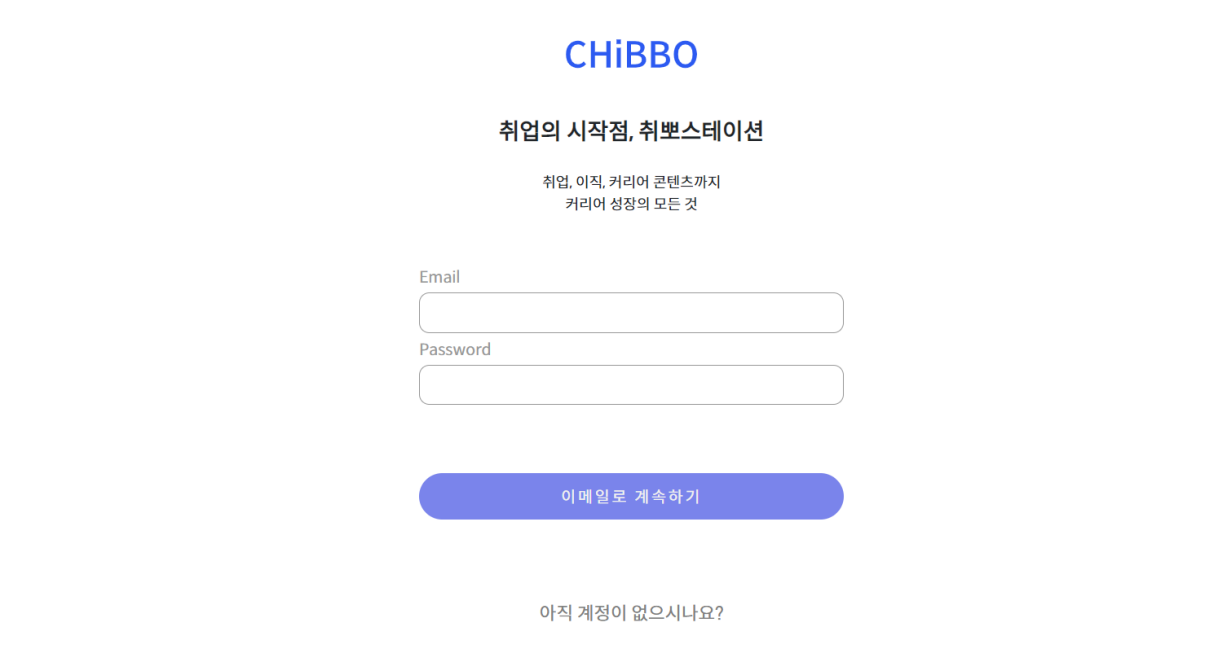 CHiBBO
취업의 시작점, 취뽀스테이션
취업, 이직, 커리어 콘텐츠까지
커리어 성장의 모든 것
Email
Password
이메일로 계속하기
아직 계정이 없으시나요?